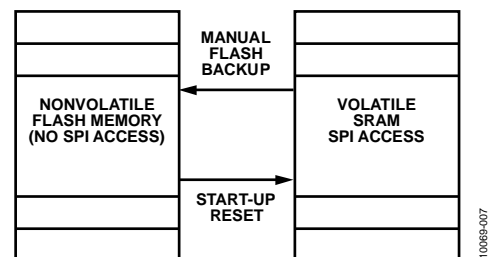 MANUAL
FLASH
BACKUP
NONVOLATILE
FLASH MEMORY
(NO SPI ACCESS)
VOLATILE
SRAM
SPI ACCESS
START-UP
RESET
10069-007